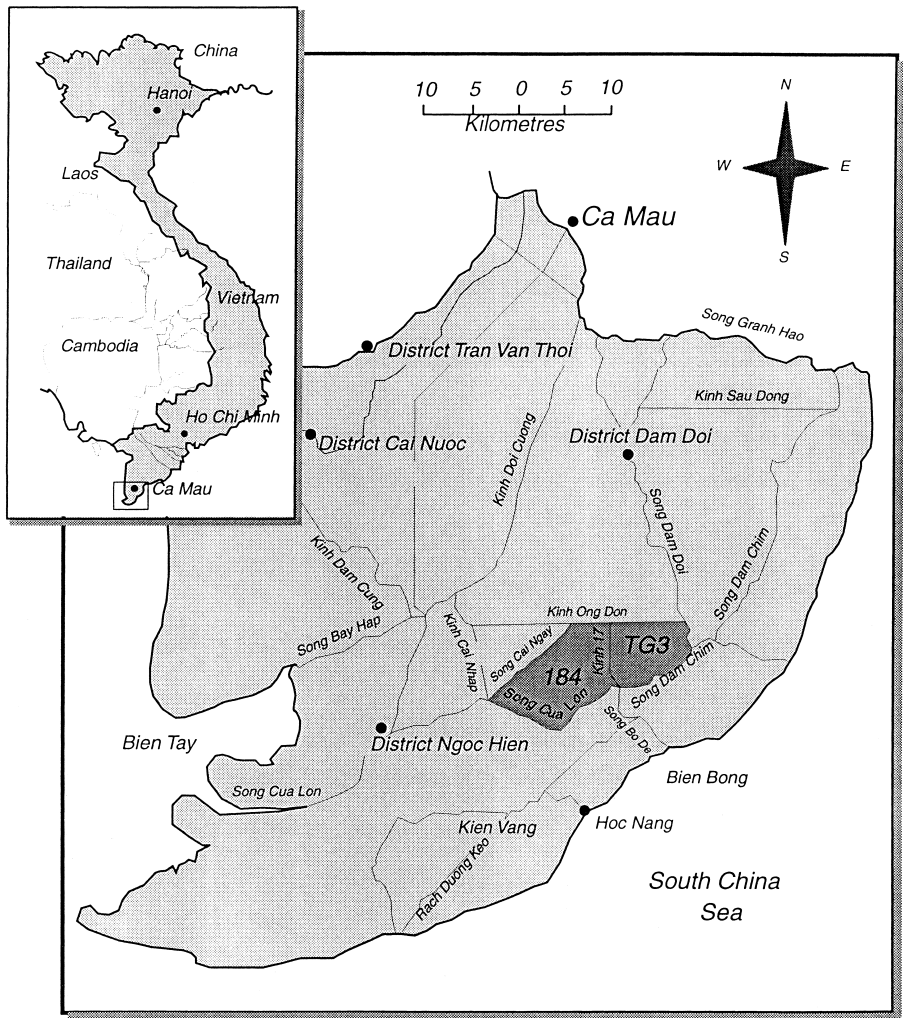 China
Hanoi
Laos
Thailand
Vietnam
Cambodia
Ho Chi Minh
Ca Mau
10 5 0 5 10
Kilometres
N
W E
S
Ca Mau
Song Granh Hao
District Tran Van Thoi
Kinh Sau Dong
District Cai Nuoc
Kinh Doi Cuong
District Dam Doi
Song Dam Doi
Song Dam Chim
Kinh Dam Cung
Kinh Ong Don
Song Bay Hap
Kinh Cai Nhap
Song Cai Ngay
Kinh 17
TG3
184
Song Cua Lon
Song Dam Chim
Song Bo De
Bien Tay
District Ngoc Hien
Song Cua Lon
Bien Bong
Kien Vang
Hoc Nang
Rach Duong Keo
South China
Sea